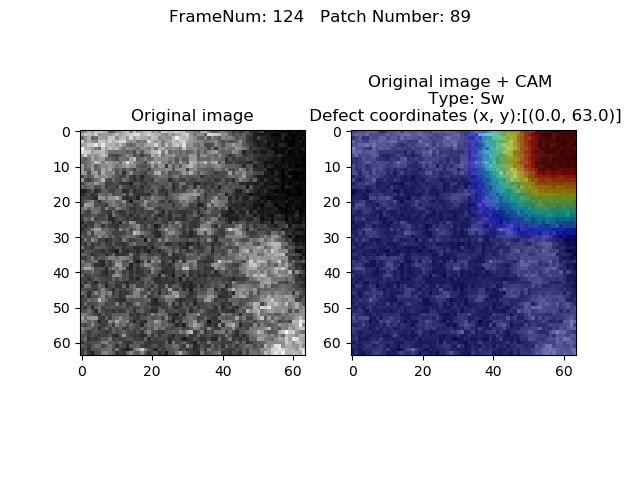 FrameNum: 124   Patch Number: 89
Original image
Original image + CAM
Type: Sw
Defect coordinates (x, y):[(0.0, 63.0)]
0
10
20
30
40
50
60
0 20 40 60
0
10
20
30
40
50
60
0 20 40 60